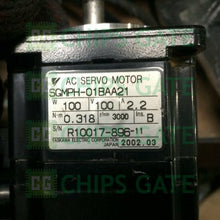 AC SERVO MOTOR
SGMPH-01BAA21
W 100 V 100 A 2.2
N·m 0.318 r/min 3000 Ins. B
S/N R10017-896-11
YASKAWA ELECTRIC CORPORATION JAPAN 2002.03
CHIPS GATE